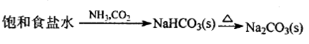 饱和食盐水 NH₃,CO₂ → NaHCO₃(s) △ → Na₂CO₃(s)